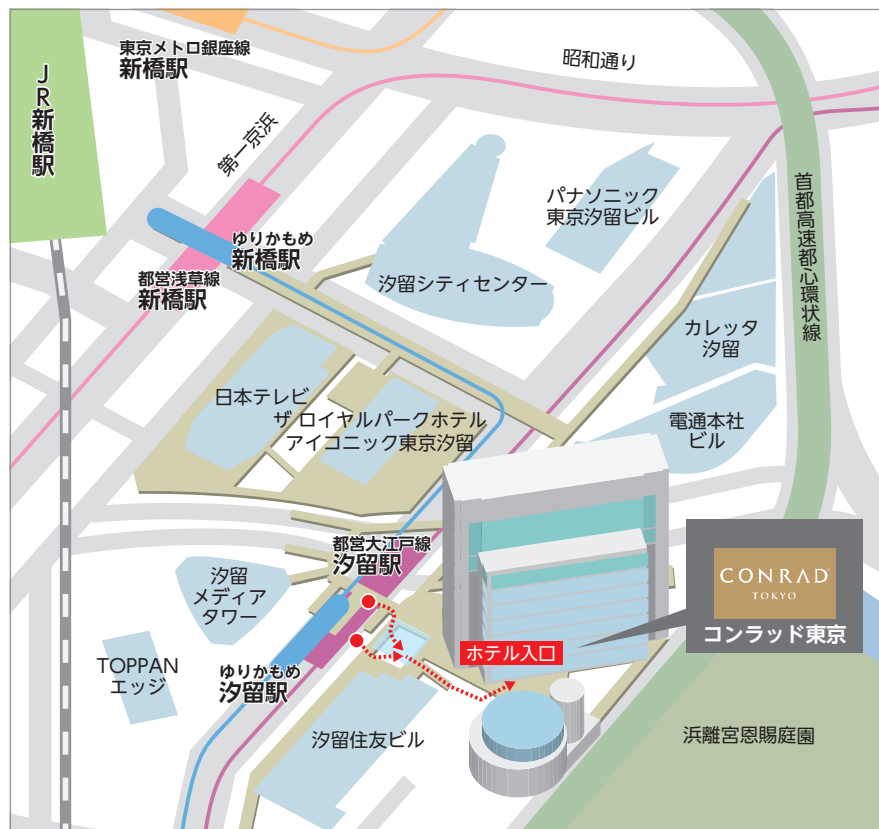 東京メトロ銀座線
新橋駅
昭和通り
JR新橋駅
第一京浜
パナソニック
東京汐留ビル
首都高速都心環状線
ゆりかもめ
新橋駅
都営浅草線
新橋駅
汐留シティセンター
カレッタ
汐留
日本テレビ
ザ ロイヤルパークホテル
アイコニック東京汐留
電通本社
ビル
都営大江戸線
汐留駅
汐留
メディア
タワー
CONRAD
TOKYO
コンラッド東京
ホテル入口
TOPPAN
エッジ
ゆりかもめ
汐留駅
汐留住友ビル
浜離宮恩賜庭園